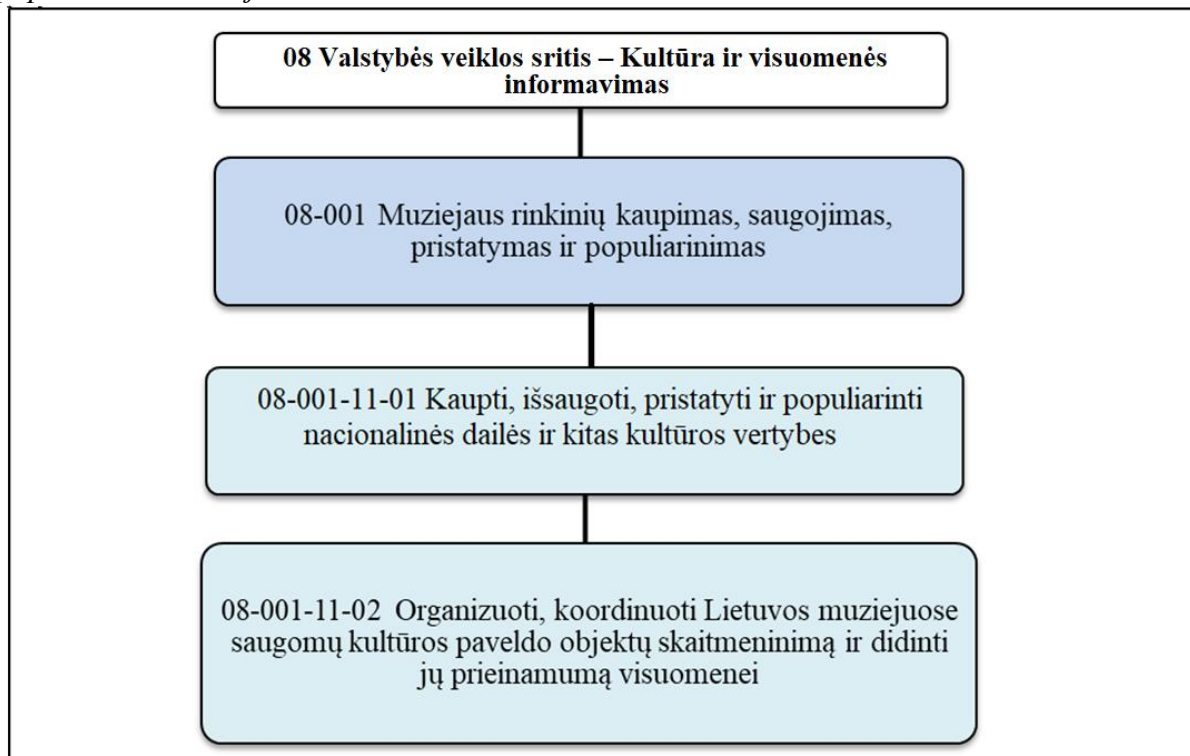 08 Valstybės veiklos sritis – Kultūra ir visuomenės
informavimas
08-001 Muziejaus rinkinių kaupimas, saugojimas,
pristatymas ir populiarinimas
08-001-11-01 Kaupti, išsaugoti, pristatyti ir populiarinti
nacionalinės dailės ir kitas kultūros vertybes
08-001-11-02 Organizuoti, koordinuoti Lietuvos muziejuose
saugomų kultūros paveldo objektų skaitmeninimą ir didinti
jų prieinamumą visuomenei